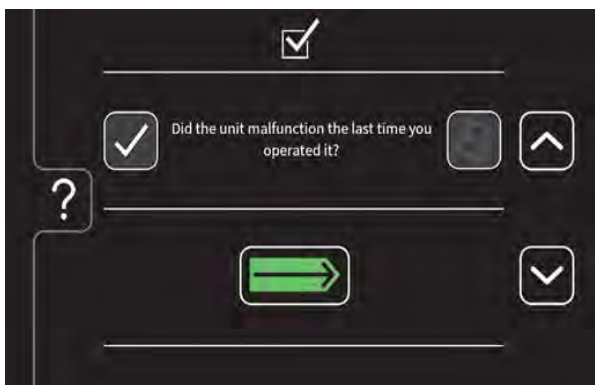 Did the unit malfunction the last time you
operated it?
?